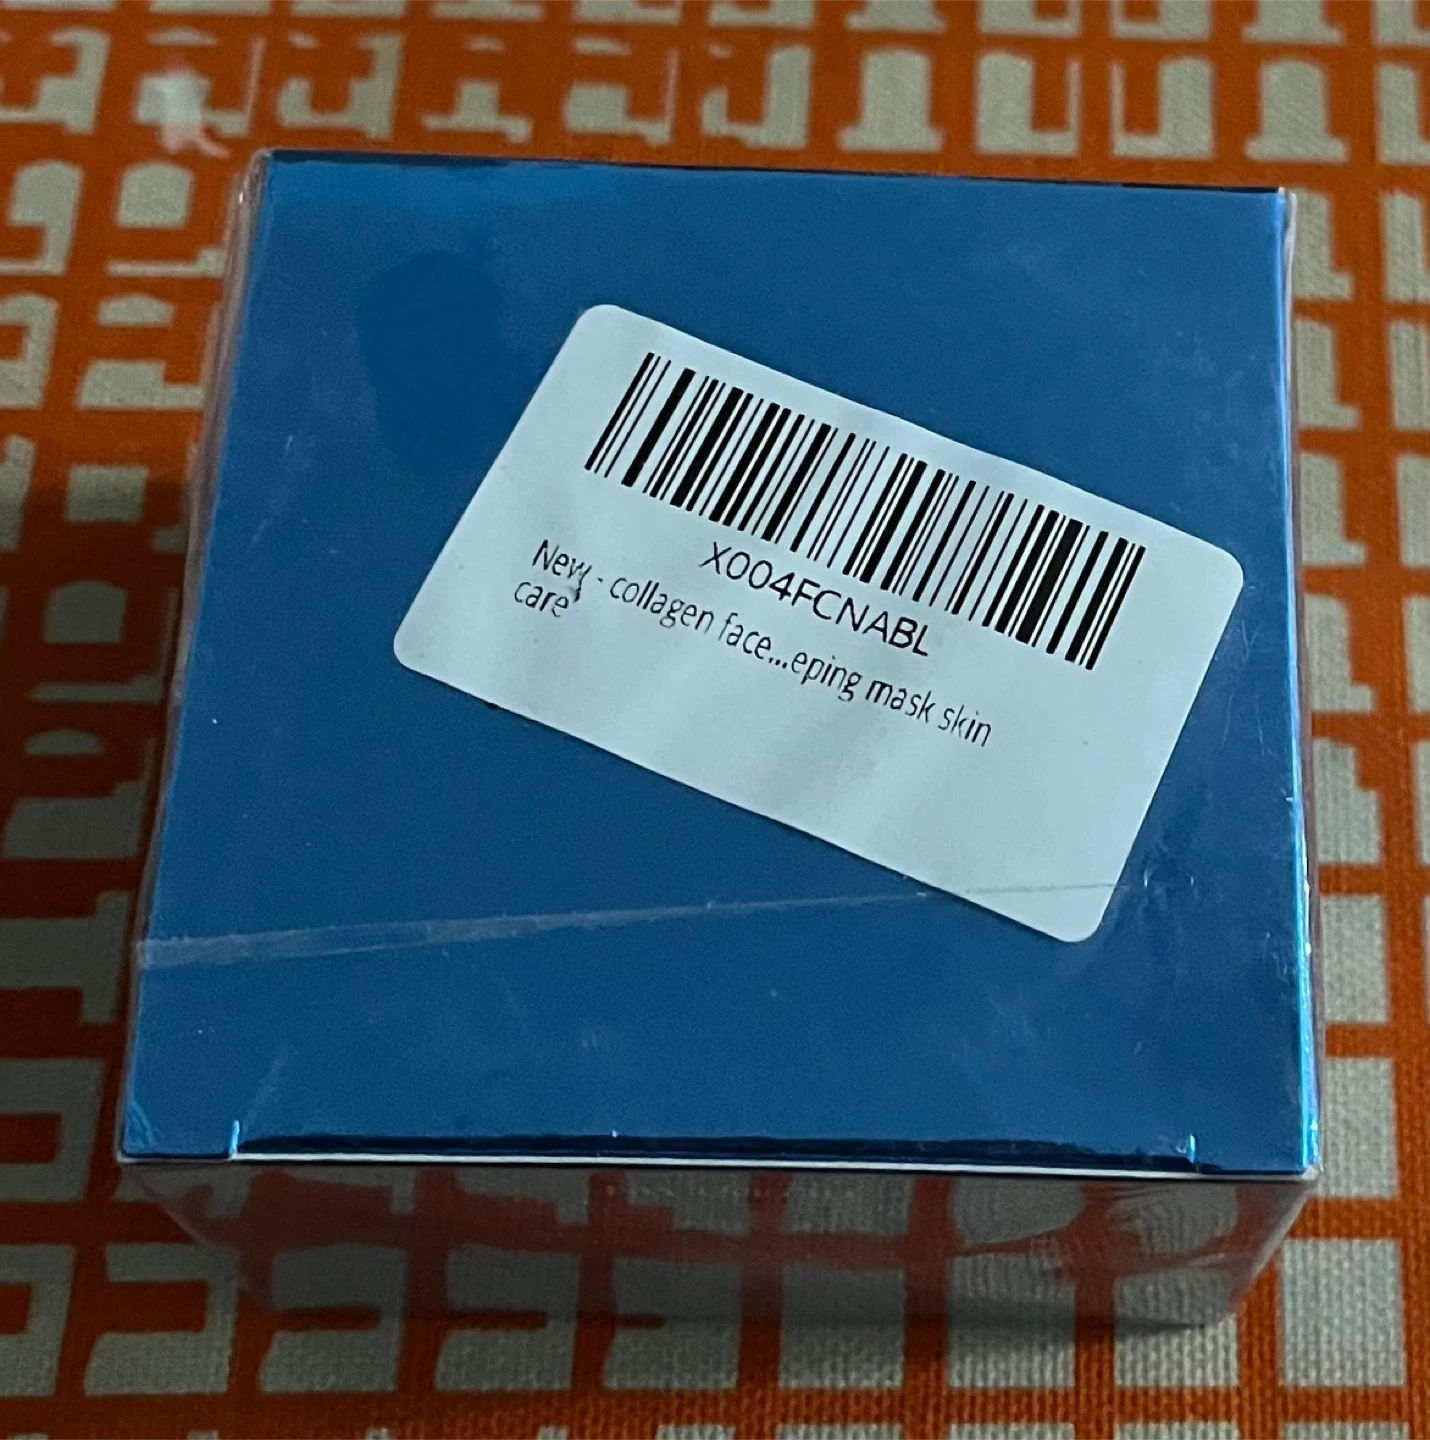 X004FCNABL
New - collagen face...eping mask skin
care